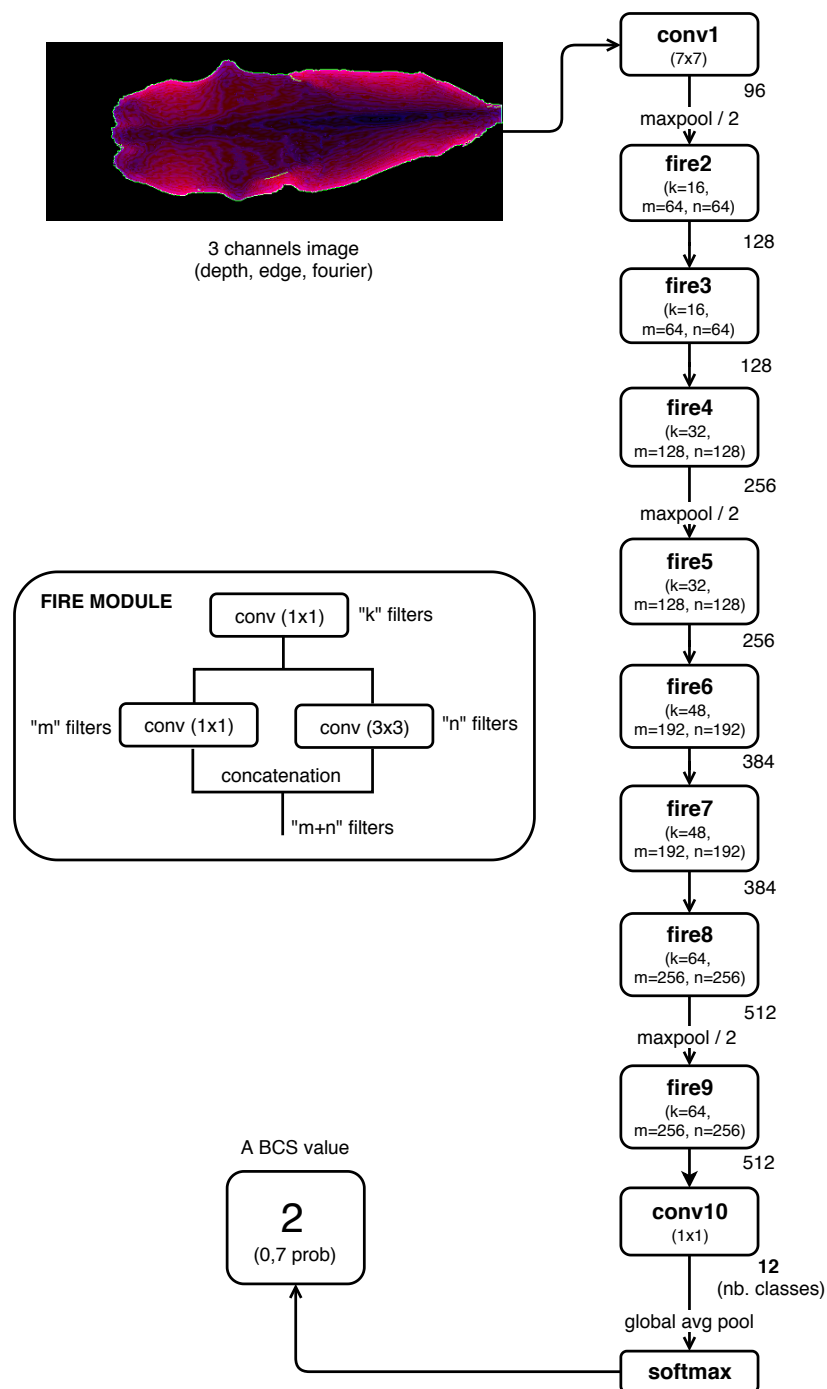 conv1
(7x7)
96
maxpool / 2
fire2
(k=16,
m=64, n=64)
128
3 channels image
(depth, edge, fourier)
fire3
(k=16,
m=64, n=64)
128
fire4
(k=32,
m=128, n=128)
256
maxpool / 2
fire5
(k=32,
m=128, n=128)
256
FIRE MODULE
conv (1x1)
"k" filters
"m" filters
conv (1x1)
conv (3x3)
"n" filters
concatenation
"m+n" filters
fire6
(k=48,
m=192, n=192)
384
fire7
(k=48,
m=192, n=192)
384
fire8
(k=64,
m=256, n=256)
512
maxpool / 2
fire9
(k=64,
m=256, n=256)
512
conv10
(1x1)
12
(nb. classes)
global avg pool
softmax
A BCS value
2
(0,7 prob)